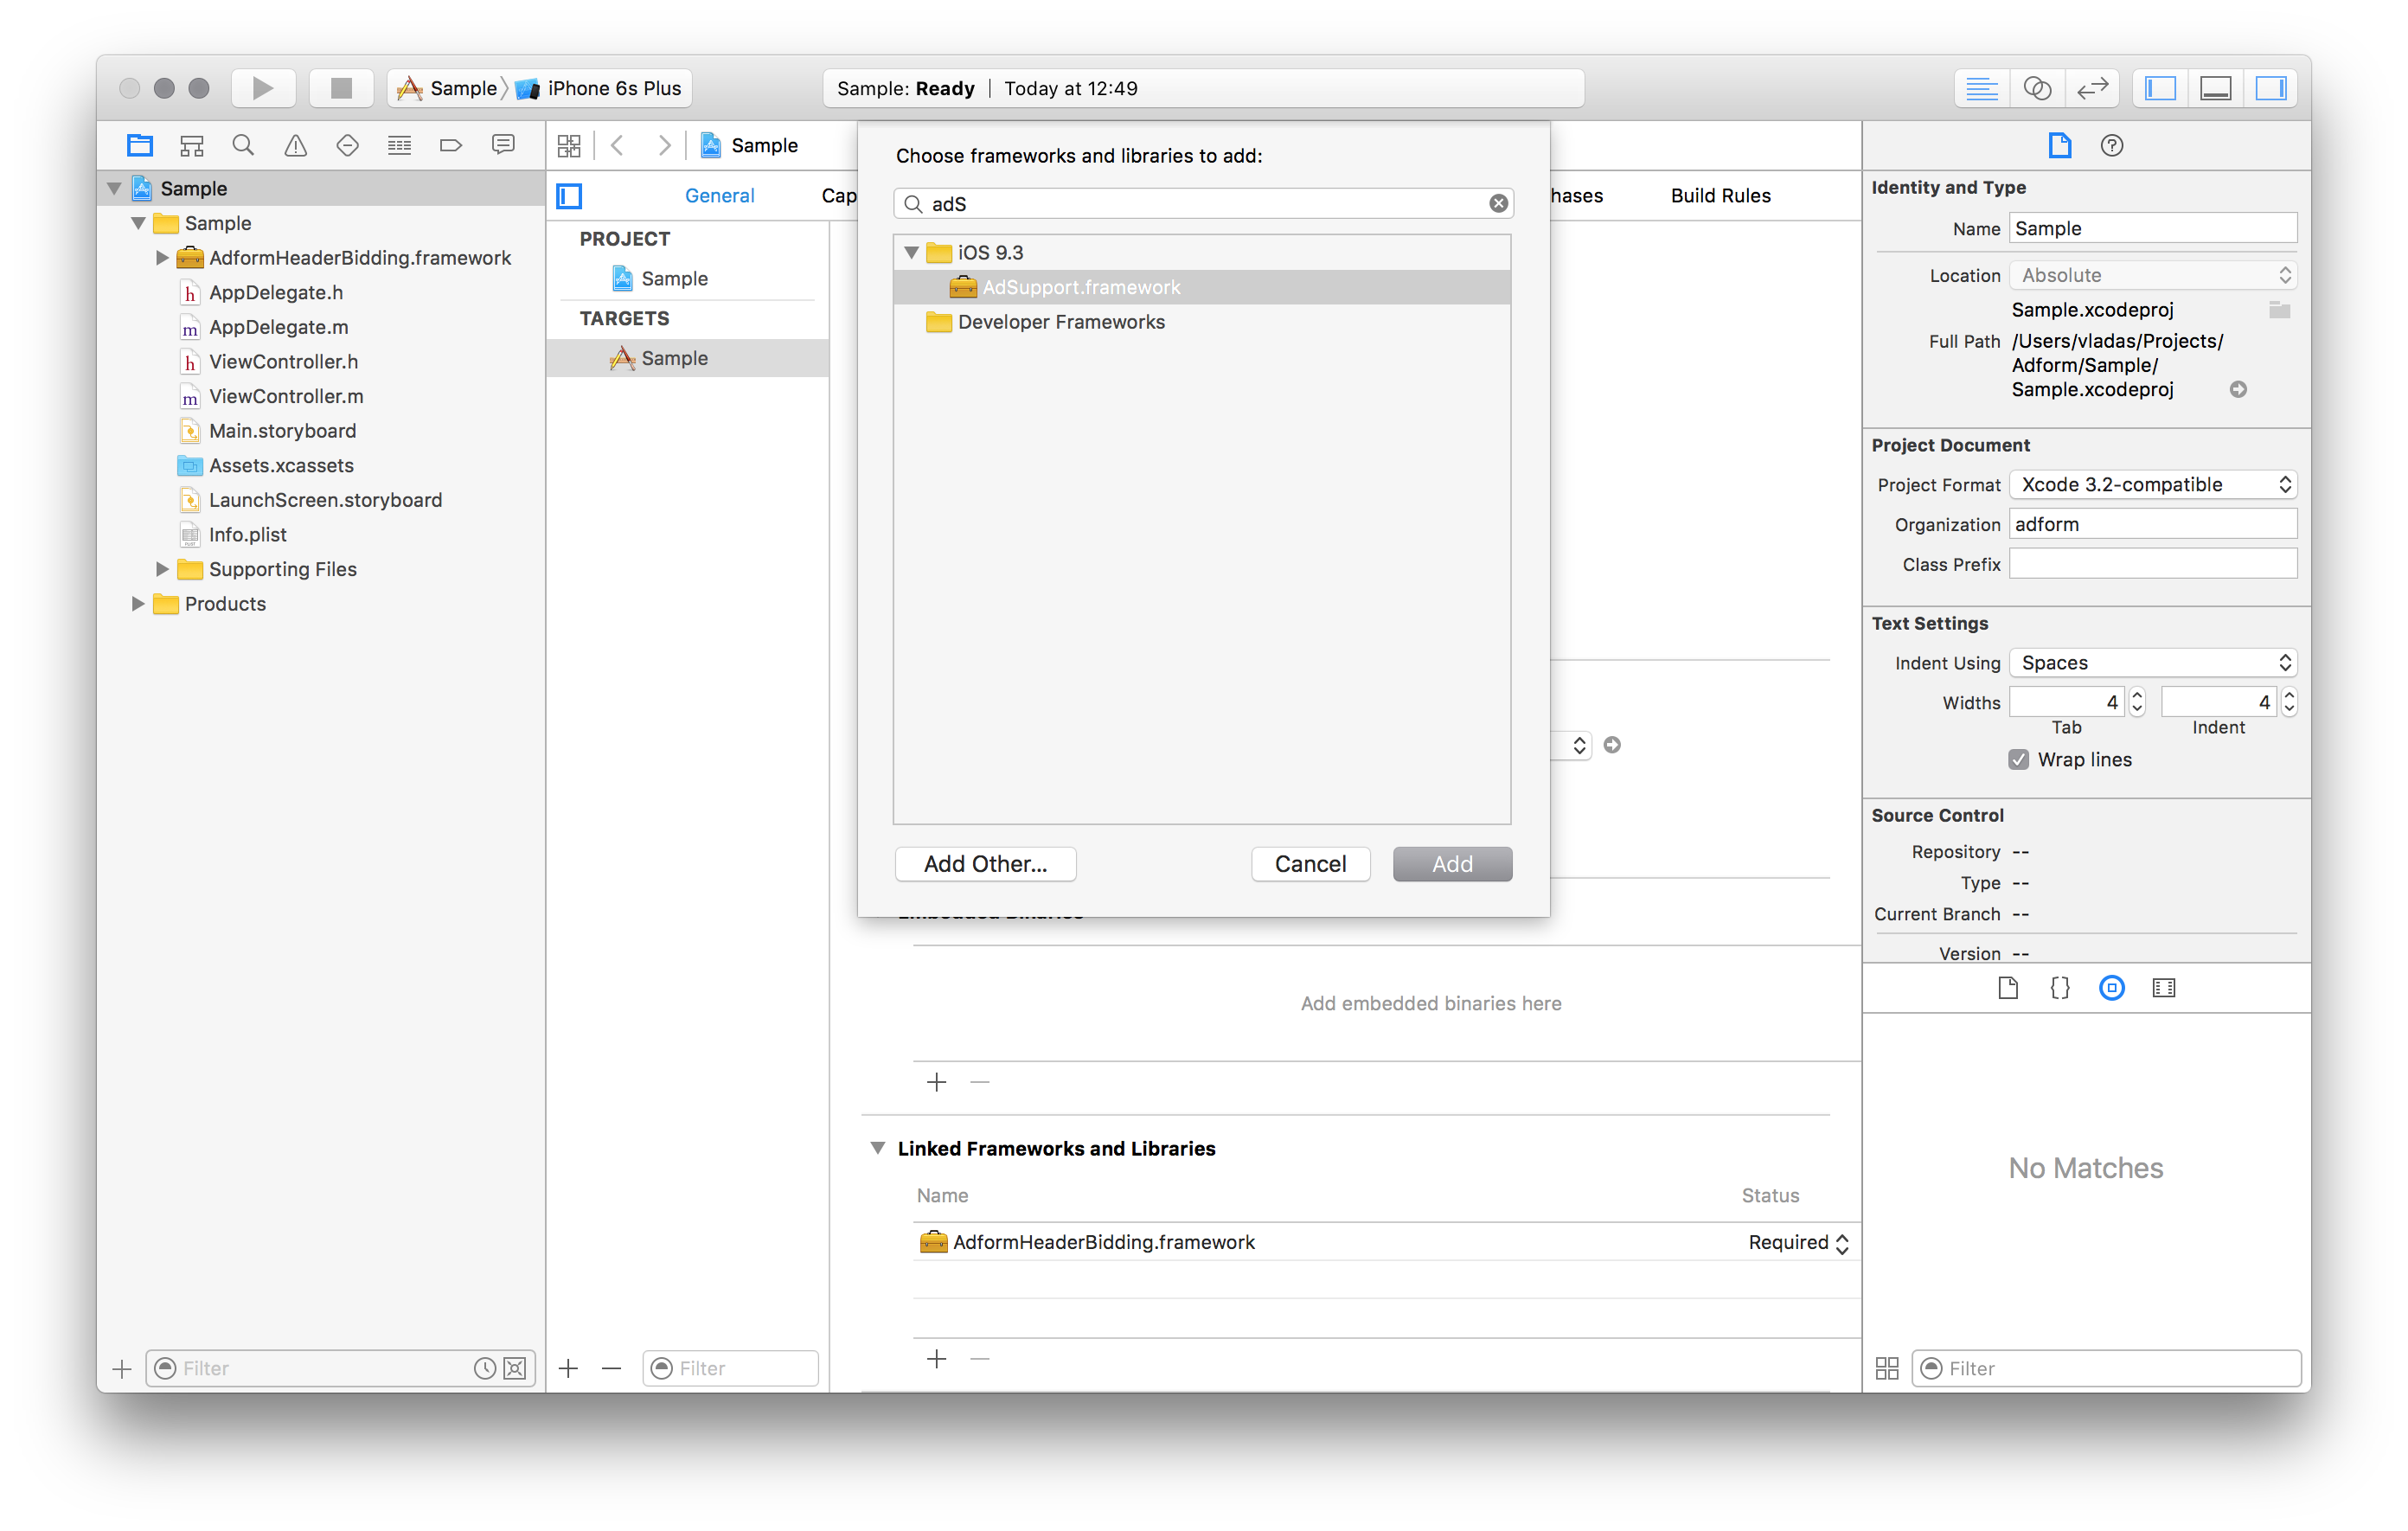 Sample
iPhone 6s Plus
Sample: Ready
Today at 12:49
Sample
Sample
AdformHeaderBidding.framework
h AppDelegate.h
m AppDelegate.m
h ViewController.h
m ViewController.m
Main.storyboard
Assets.xcassets
LaunchScreen.storyboard
Info.plist
Supporting Files
Products
Filter
Sample
General
Cap
hases
Build Rules
PROJECT
Sample
TARGETS
Sample
Filter
Choose frameworks and libraries to add:
adS
iOS 9.3
AdSupport.framework
Developer Frameworks
Add Other...
Cancel
Add
Embedded Binaries
Add embedded binaries here
Linked Frameworks and Libraries
Name
Status
AdformHeaderBidding.framework
Required
Identity and Type
Name Sample
Location Absolute
Sample.xcodeproj
Full Path /Users/vladas/Projects/
Adform/Sample/
Sample.xcodeproj
Project Document
Project Format Xcode 3.2-compatible
Organization adform
Class Prefix
Text Settings
Indent Using Spaces
Widths 4 4
Tab Indent
Wrap lines
Source Control
Repository --
Type --
Current Branch --
Version --
{}
No Matches
Filter